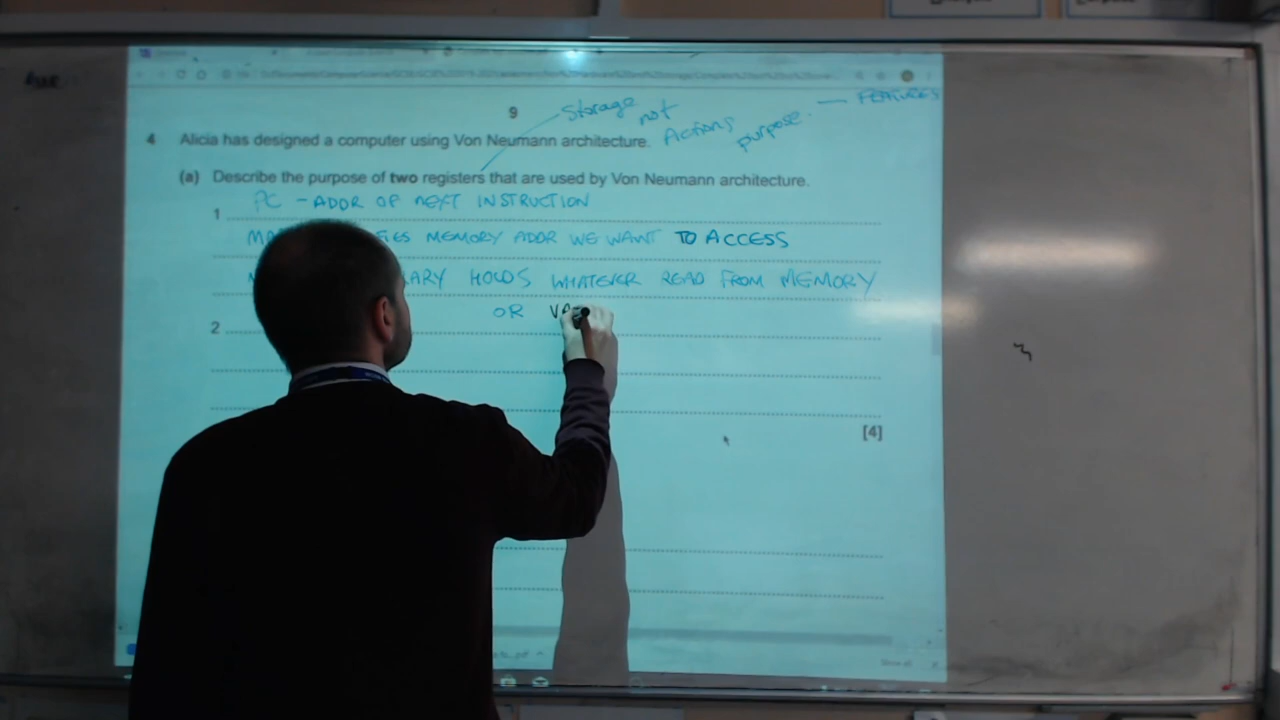 9
Storage not
Actions purpose. — FEATURES
4 Alicia has designed a computer using Von Neumann architecture.
(a) Describe the purpose of two registers that are used by Von Neumann architecture.
PC - ADDR OF NEXT INSTRUCTION
1
MEMORY ADDR WE WANT TO ACCESS
HOLDS WHATEVER READ FROM MEMORY
OR
2
[4]
Show all